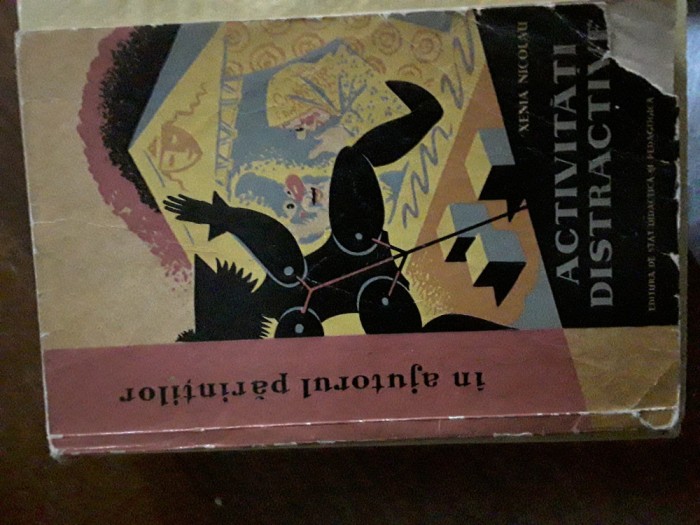 XENIA NICOLAU
ACTIVITĂȚI
DISTRACTIVE
EDITURA DE STAT DIDACTICĂ ȘI PEDAGOGICĂ
în ajutorul părinților